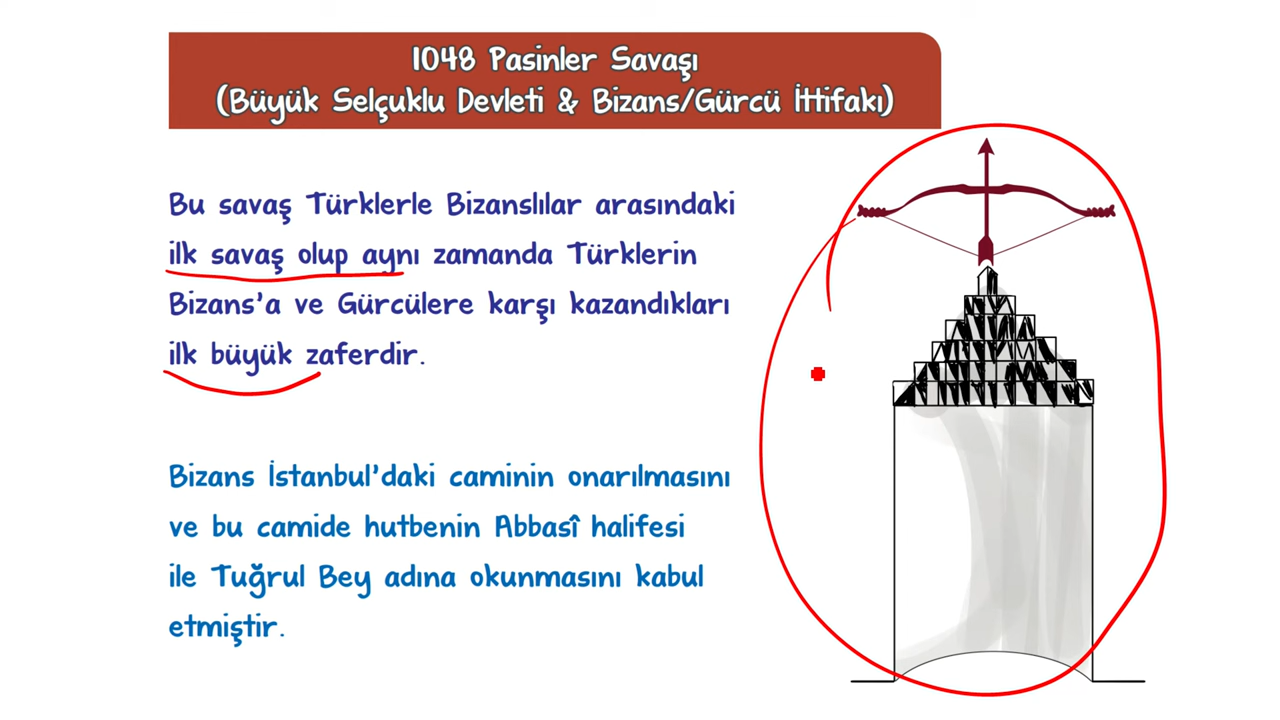 1048 Pasinler Savaşı
(Büyük Selçuklu Devleti & Bizans/Gürcü İttifakı)
Bu savaş Türklerle Bizanslılar arasındaki
ilk savaş olup aynı zamanda Türklerin
Bizans'a ve Gürcülere karşı kazandıkları
ilk büyük zaferdir.
Bizans İstanbul'daki caminin onarılmasını
ve bu camide hutbenin Abbasî halifesi
ile Tuğrul Bey adına okunmasını kabul
etmiştir.